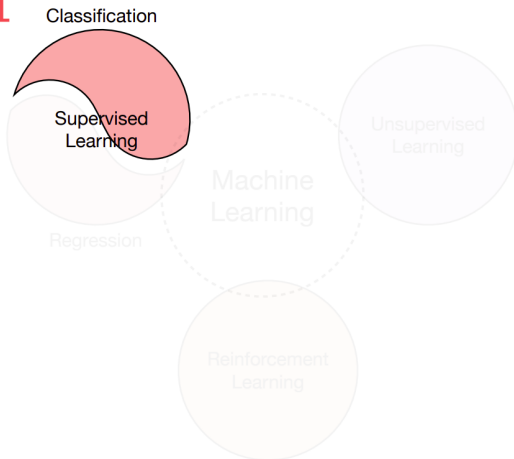 Classification
Supervised
Learning
Unsupervised
Learning
Machine
Learning
Regression
Reinforcement
Learning